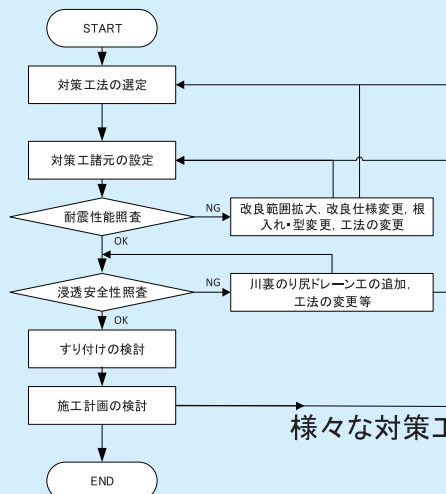 START
対策工法の選定
対策工諸元の設定
耐震性能照査
NG
改良範囲拡大, 改良仕様変更, 根
入れ・型変更, 工法の変更
OK
浸透安全性照査
NG
川裏のり尻ドレーン工の追加,
工法の変更等
OK
すり付けの検討
施工計画の検討
様々な対策工
END